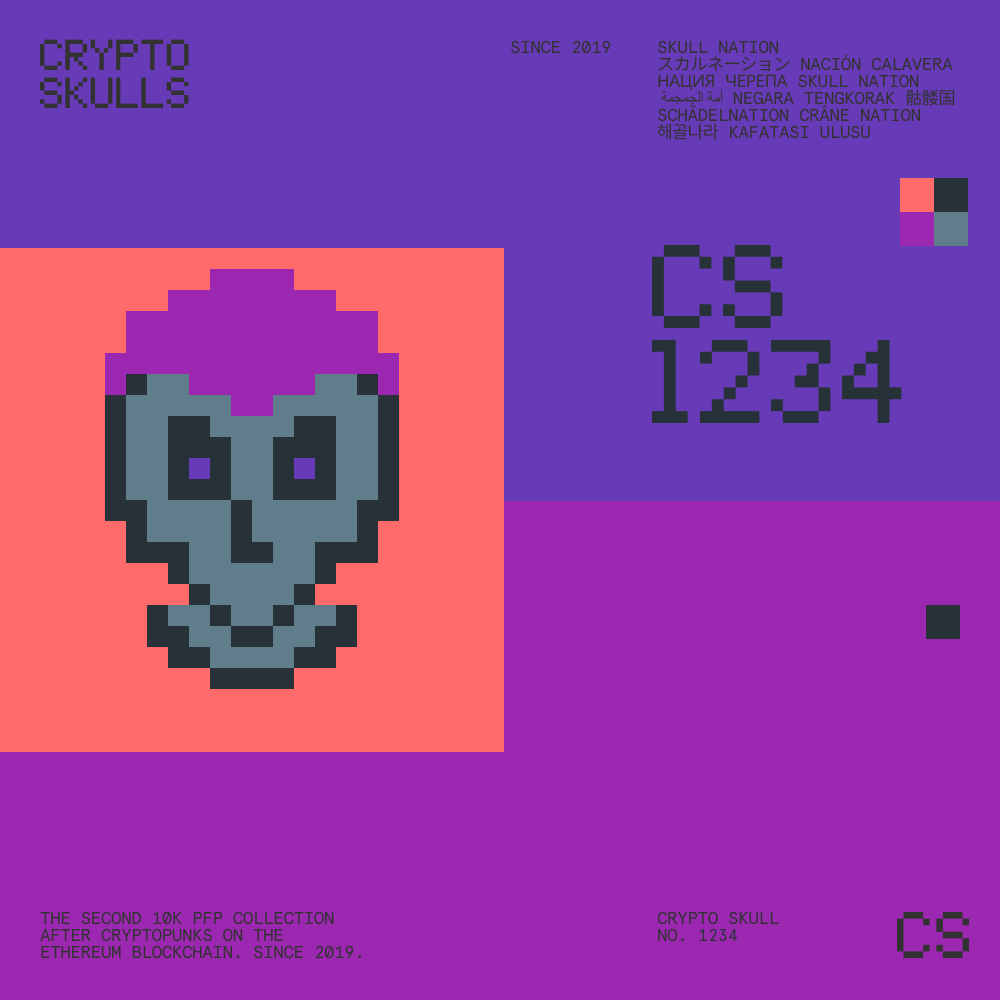 CRYPTO
SKULLS
SINCE 2019
SKULL NATION
スカルネーション NACIÓN CALAVERA
НАЦИЯ ЧЕРЕПА SKULL NATION
أمة الجمجمة NEGARA TENGKORAK 骷髅国
SCHÄDELNATION CRÂNE NATION
해골나라 KAFATASI ULUSU
CS
1234
THE SECOND 10K PFP COLLECTION
AFTER CRYPTOPUNKS ON THE
ETHEREUM BLOCKCHAIN. SINCE 2019.
CRYPTO SKULL
NO. 1234
CS